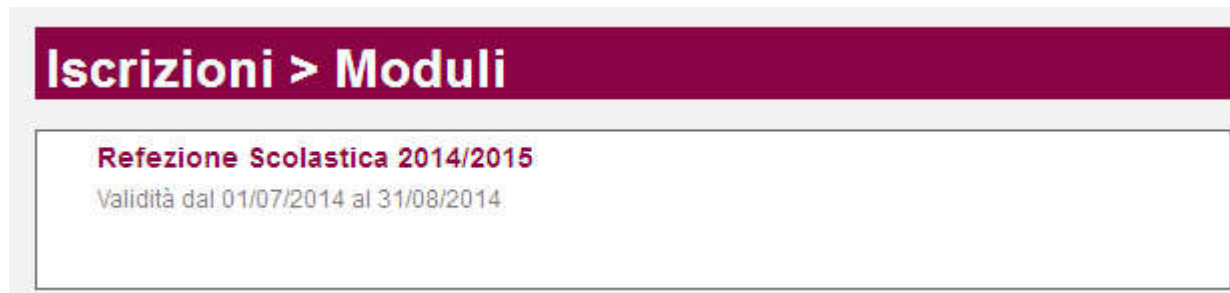 Iscrizioni > Moduli
Refezione Scolastica 2014/2015
Validità dal 01/07/2014 al 31/08/2014